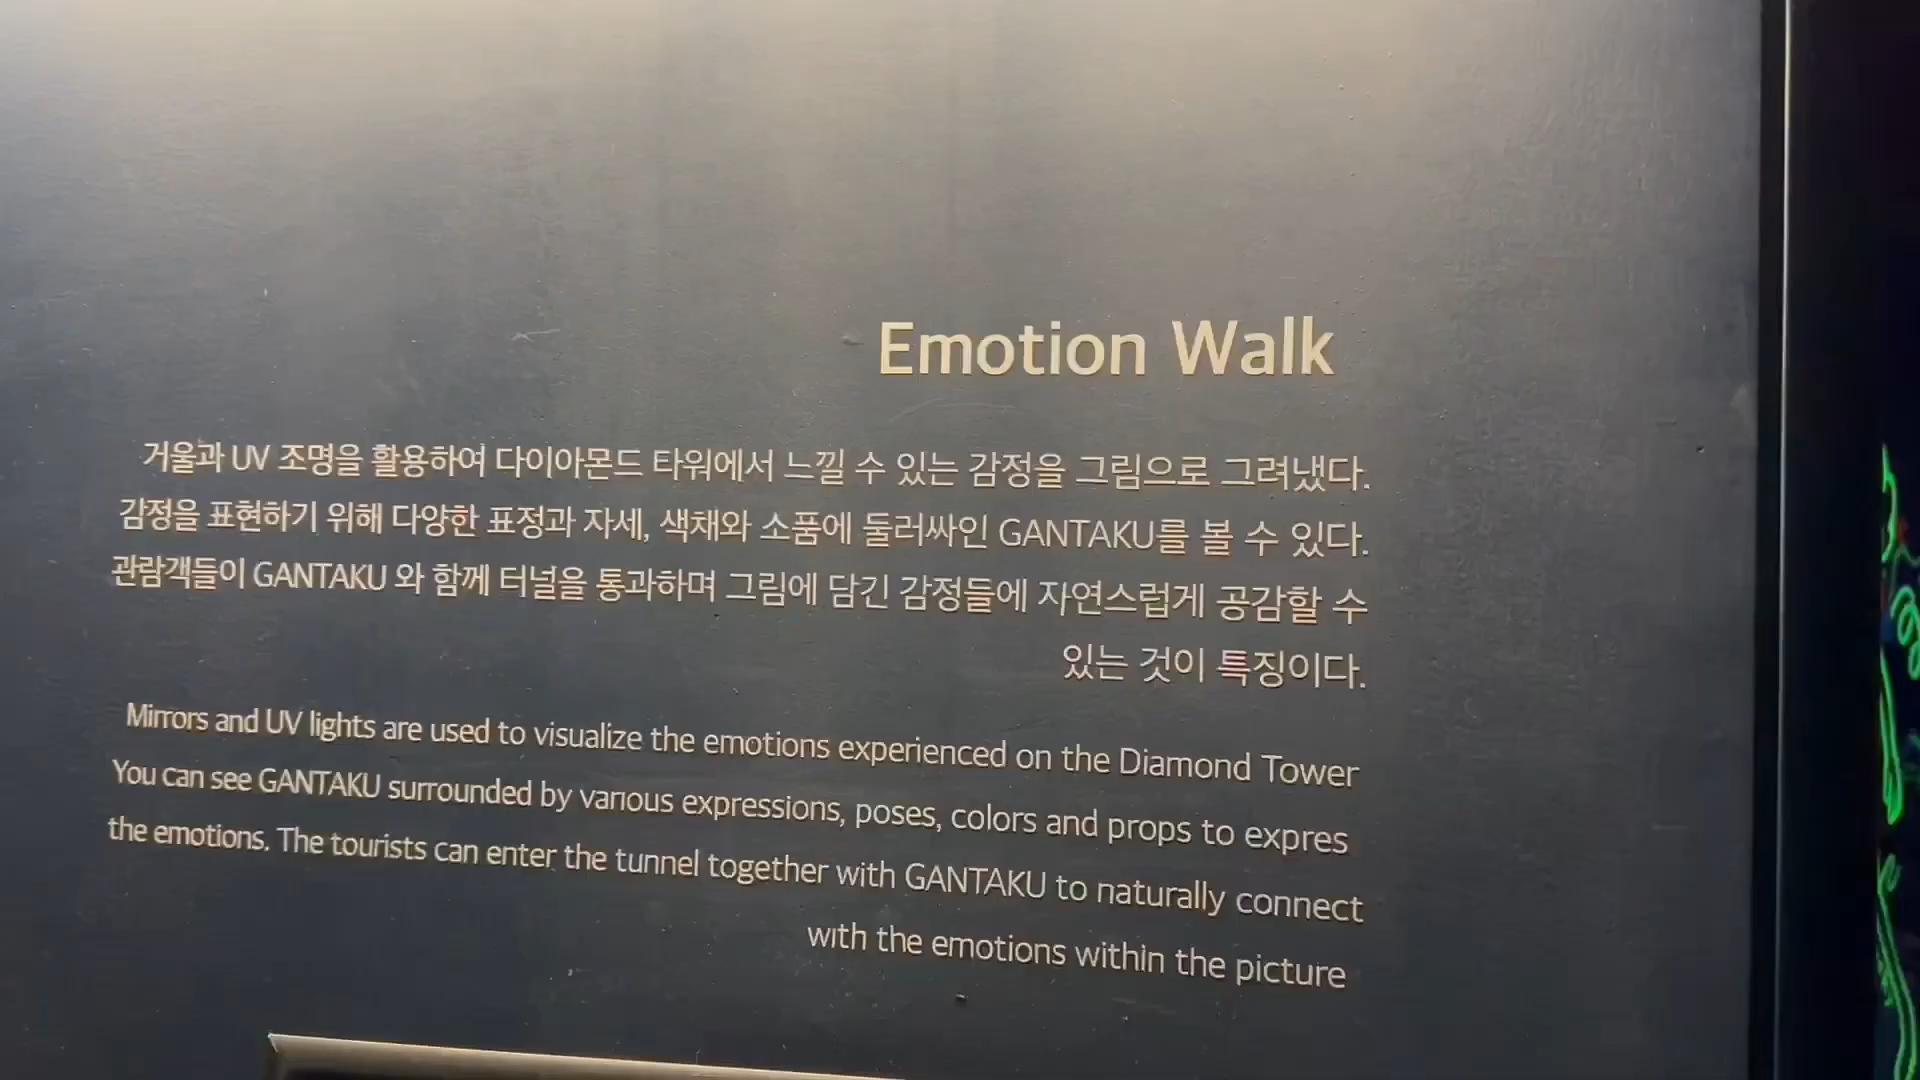 Emotion Walk
거울과 UV 조명을 활용하여 다이아몬드 타워에서 느낄 수 있는 감정을 그림으로 그려냈다.
감정을 표현하기 위해 다양한 표정과 자세, 색채와 소품에 둘러싸인 GANTAKU를 볼 수 있다.
관람객들이 GANTAKU 와 함께 터널을 통과하며 그림에 담긴 감정들에 자연스럽게 공감할 수
있는 것이 특징이다.
Mirrors and UV lights are used to visualize the emotions experienced on the Diamond Tower
You can see GANTAKU surrounded by various expressions, poses, colors and props to expres
the emotions. The tourists can enter the tunnel together with GANTAKU to naturally connect
with the emotions within the picture